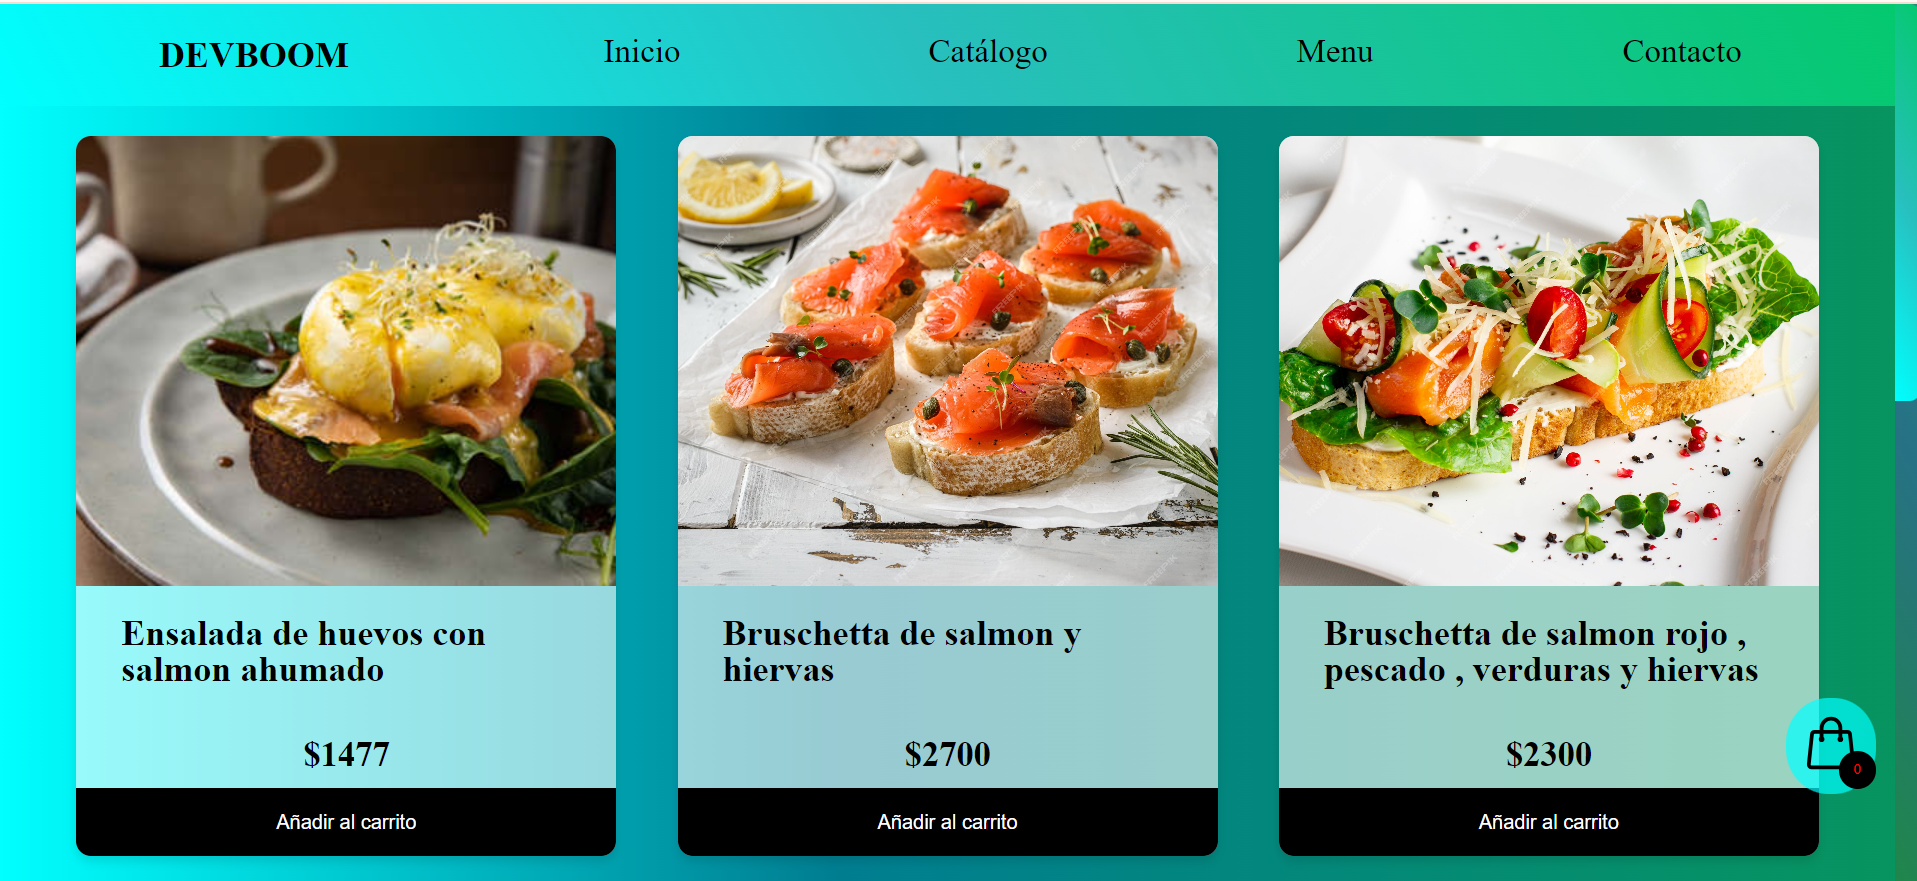 DEVBOOM
Inicio
Catálogo
Menu
Contacto
Ensalada de huevos con
salmon ahumado
$1477
Añadir al carrito
Bruschetta de salmon y
hiervas
$2700
Añadir al carrito
Bruschetta de salmon rojo ,
pescado , verduras y hiervas
$2300
Añadir al carrito
0